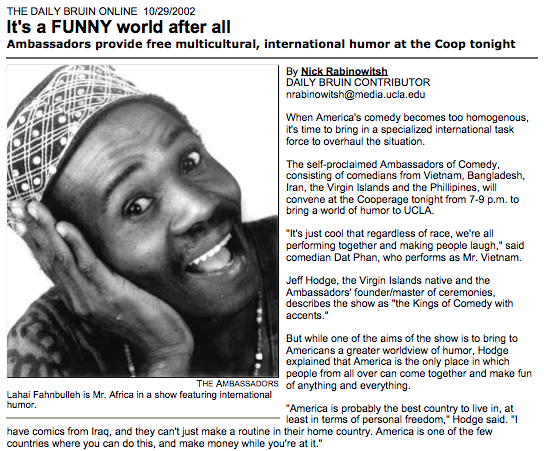 THE DAILY BRUIN ONLINE 10/29/2002
It's a FUNNY world after all
Ambassadors provide free multicultural, international humor at the Coop tonight
THE AMBASSADORS
Lahai Fahnbulleh is Mr. Africa in a show featuring international
humor.
By Nick Rabinowitsh
DAILY BRUIN CONTRIBUTOR
nrabinowitsh@media.ucla.edu
When America's comedy becomes too homogenous,
it's time to bring in a specialized international task
force to overhaul the situation.
The self-proclaimed Ambassadors of Comedy,
consisting of comedians from Vietnam, Bangladesh,
Iran, the Virgin Islands and the Phillipines, will
convene at the Cooperage tonight from 7-9 p.m. to
bring a world of humor to UCLA.
"It's just cool that regardless of race, we're all
performing together and making people laugh," said
comedian Dat Phan, who performs as Mr. Vietnam.
Jeff Hodge, the Virgin Islands native and the
Ambassadors' founder/master of ceremonies,
describes the show as "the Kings of Comedy with
accents."
But while one of the aims of the show is to bring to
Americans a greater worldview of humor, Hodge
explained that America is the only place in which
people from all over can come together and make fun
of anything and everything.
"America is probably the best country to live in, at
least in terms of personal freedom," Hodge said. "I
have comics from Iraq, and they can't just make a routine in their home country. America is one of the few
countries where you can do this, and make money while you're at it."